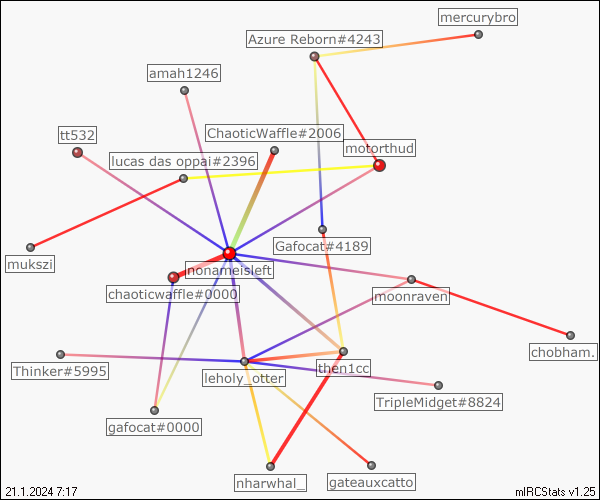 mercurybro
Azure Reborn#4243
amah1246
tt532
ChaoticWaffle#2006
motorthud
lucas das oppai#2396
Gafocat#4189
mukszi
nonameisleft
chaoticwaffle#0000
moonraven
chobham.
Thinker#5995
leholy_otter
then1cc
TripleMidget#8824
gafocat#0000
nharwhal_
gateauxcatto
21.1.2024 7:17
mIRCStats v1.25